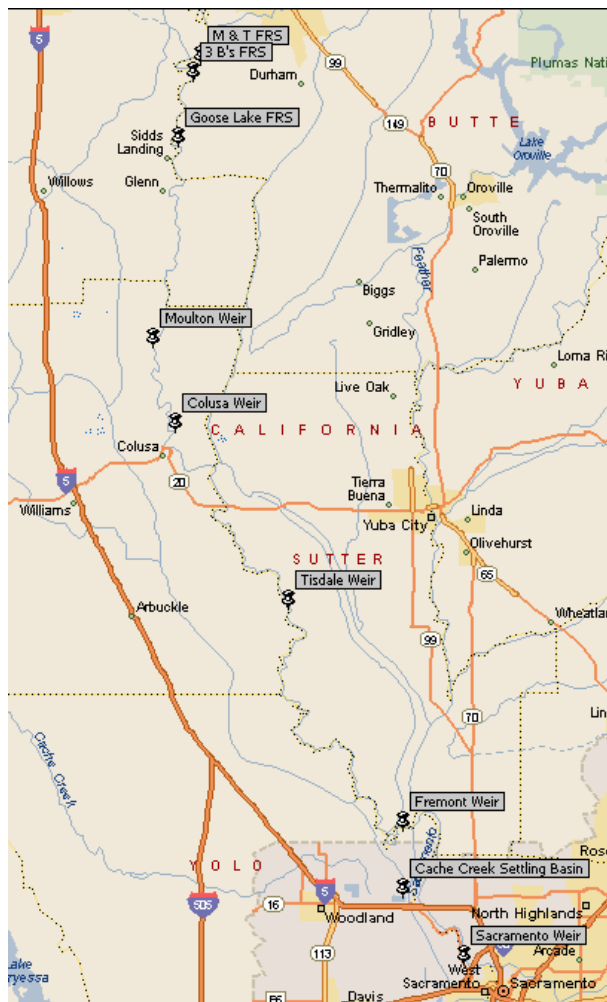 5
M & T FRS
3 B's FRS
99
Durham
Plumas Nati
Goose Lake FRS
149
BUTTE
Lake
Oroville
Sidds
Landing
Willows
Glenn
70
Thermalito
Oroville
South
Oroville
Feather
Palermo
Biggs
Moulton Weir
Gridley
Loma Ri
YUBA
Live Oak
Colusa Weir
CALIFORNIA
Colusa
5
20
Tierra
Buena
Williams
Linda
Yuba City
Olivehurst
SUTTER
65
Tisdale Weir
Arbuckle
Wheatlan
99
70
Lin
Cache Creek
Fremont Weir
Sacramento
YOLO
Rose
Cache Creek Settling Basin
5
505
16
Woodland
North Highlands
Sacramento Weir
113
Arcade
Lake
rryessa
West
Sacramento
Sacramento
Davis